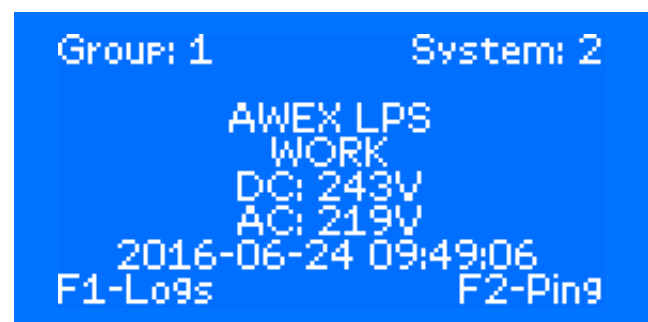 Group: 1 System: 2
AWEX LPS
WORK
DC: 243V
AC: 219V
2016-06-24 09:49:06
F1-Logs F2-Ping